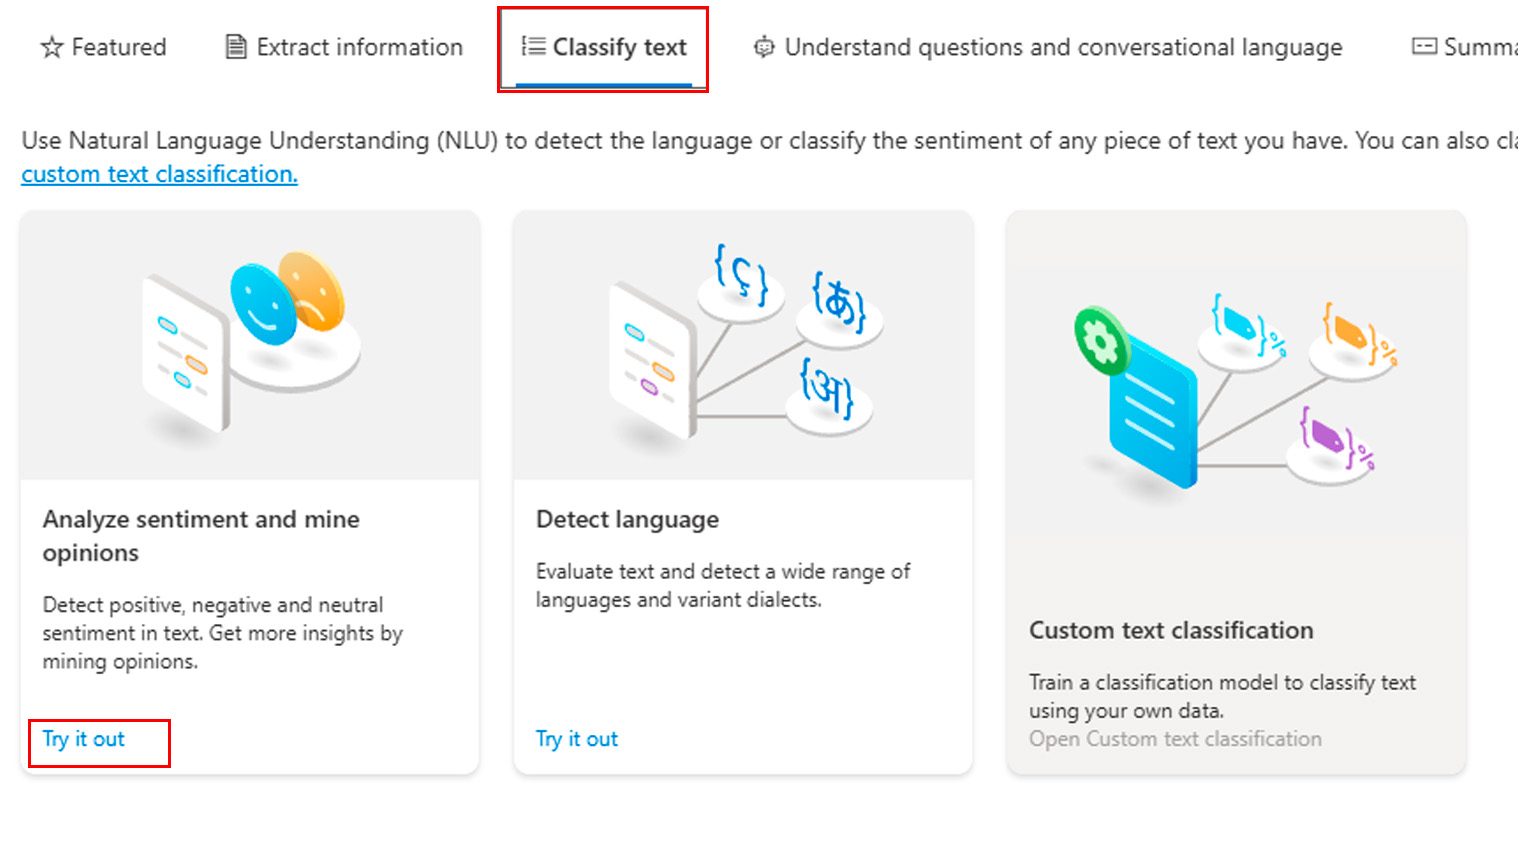 Featured
Extract information
Classify text
Understand questions and conversational language
Summa
Use Natural Language Understanding (NLU) to detect the language or classify the sentiment of any piece of text you have. You can also cla
custom text classification.
{ç}
{あ}
{अ}
Analyze sentiment and mine
opinions
Detect positive, negative and neutral
sentiment in text. Get more insights by
mining opinions.
Try it out
Detect language
Evaluate text and detect a wide range of
languages and variant dialects.
Try it out
Custom text classification
Train a classification model to classify text
using your own data.
Open Custom text classification